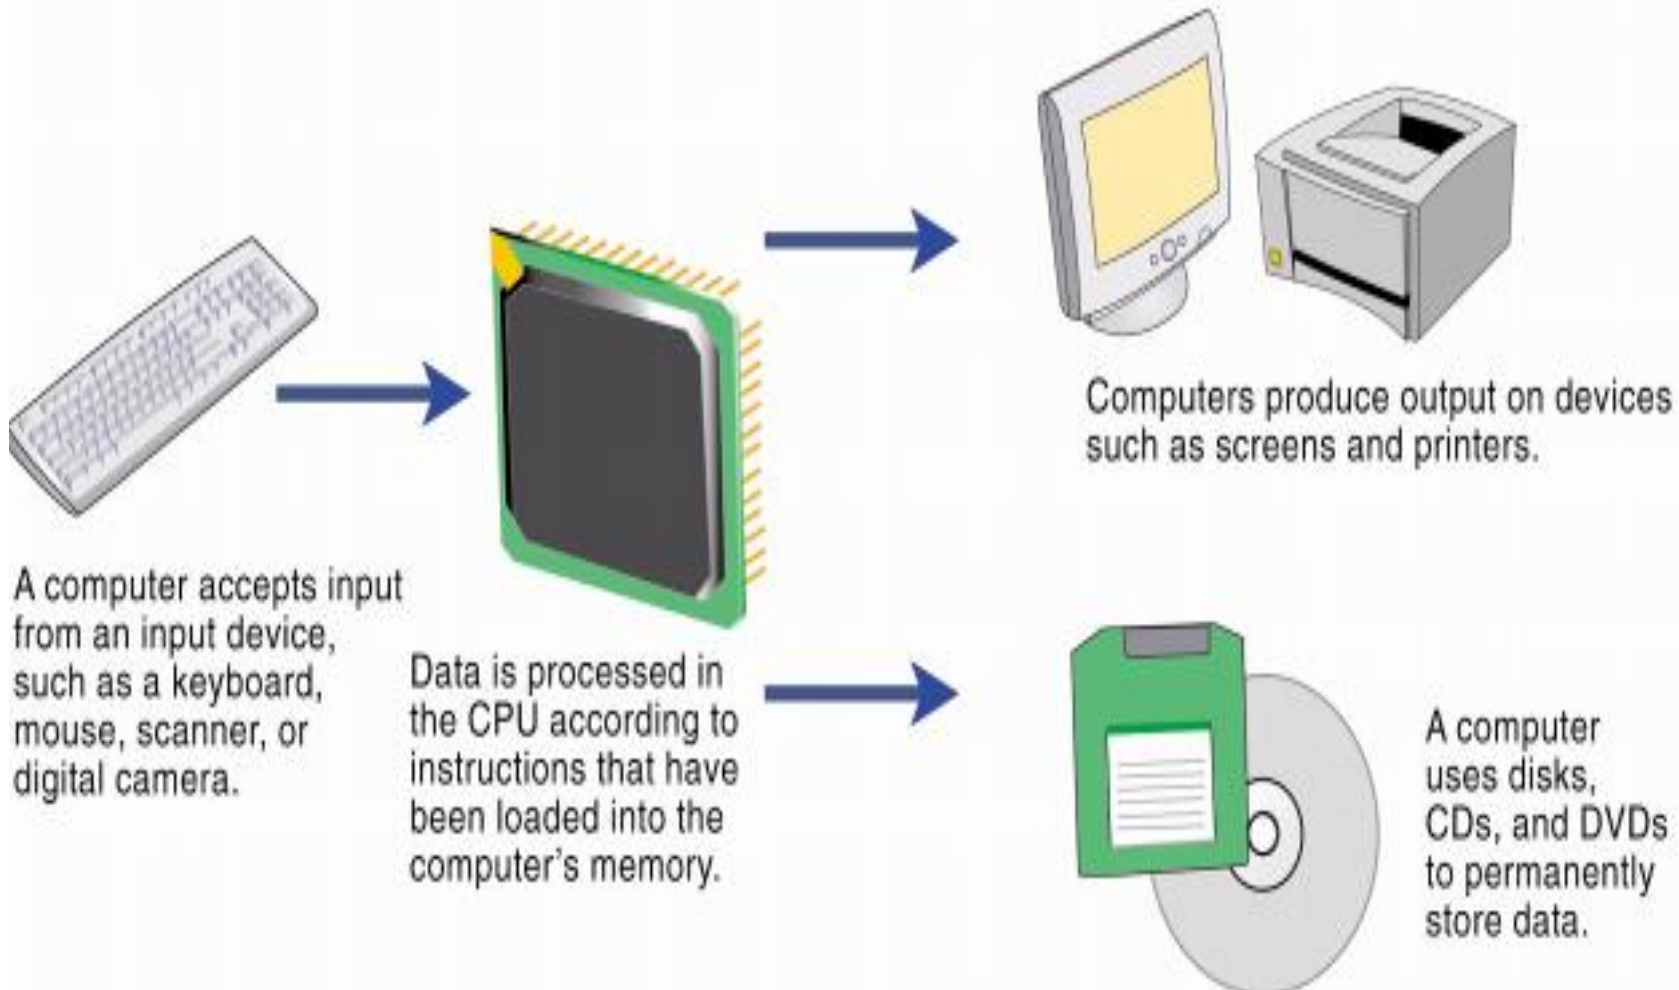 A computer accepts input
from an input device,
such as a keyboard,
mouse, scanner, or
digital camera.
Data is processed in
the CPU according to
instructions that have
been loaded into the
computer's memory.
Computers produce output on devices
such as screens and printers.
A computer
uses disks,
CDs, and DVDs
to permanently
store data.